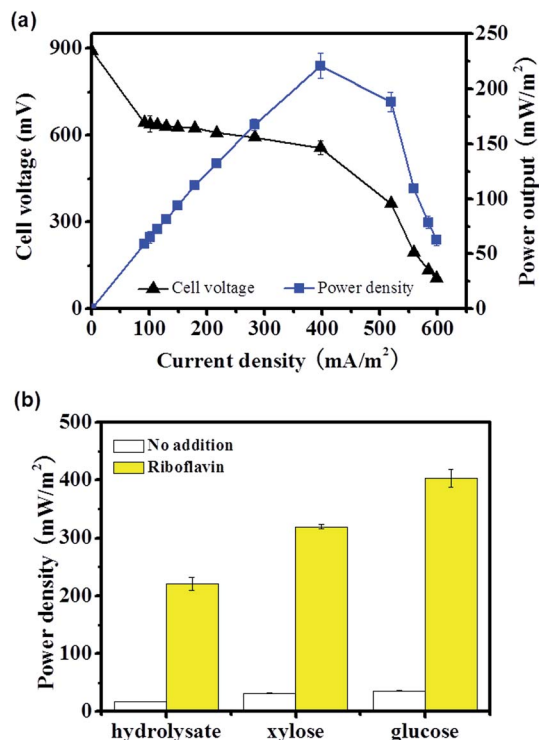 (a)
900
600
300
0
Cell voltage (mV)
250
200
150
100
50
0
Power output (mW/m²)
Cell voltage
Power density
0 100 200 300 400 500 600
Current density (mA/m²)
(b)
500
400
300
200
100
0
Power density (mW/m²)
No addition
Riboflavin
hydrolysate xylose glucose